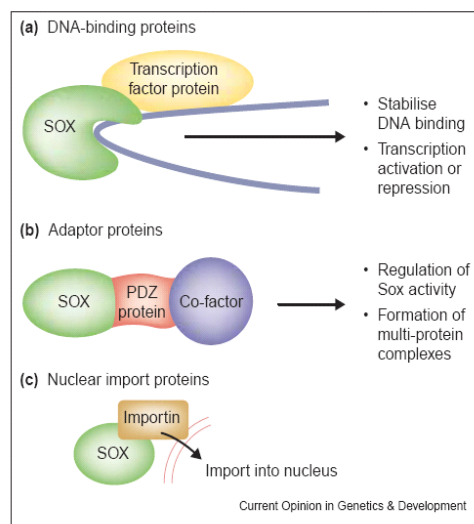 (a) DNA-binding proteins
Transcription
factor protein
SOX
• Stabilise
DNA binding
• Transcription
activation or
repression
(b) Adaptor proteins
SOX
PDZ
protein
Co-factor
• Regulation of
Sox activity
• Formation of
multi-protein
complexes
(c) Nuclear import proteins
Importin
SOX
Import into nucleus
Current Opinion in Genetics & Development